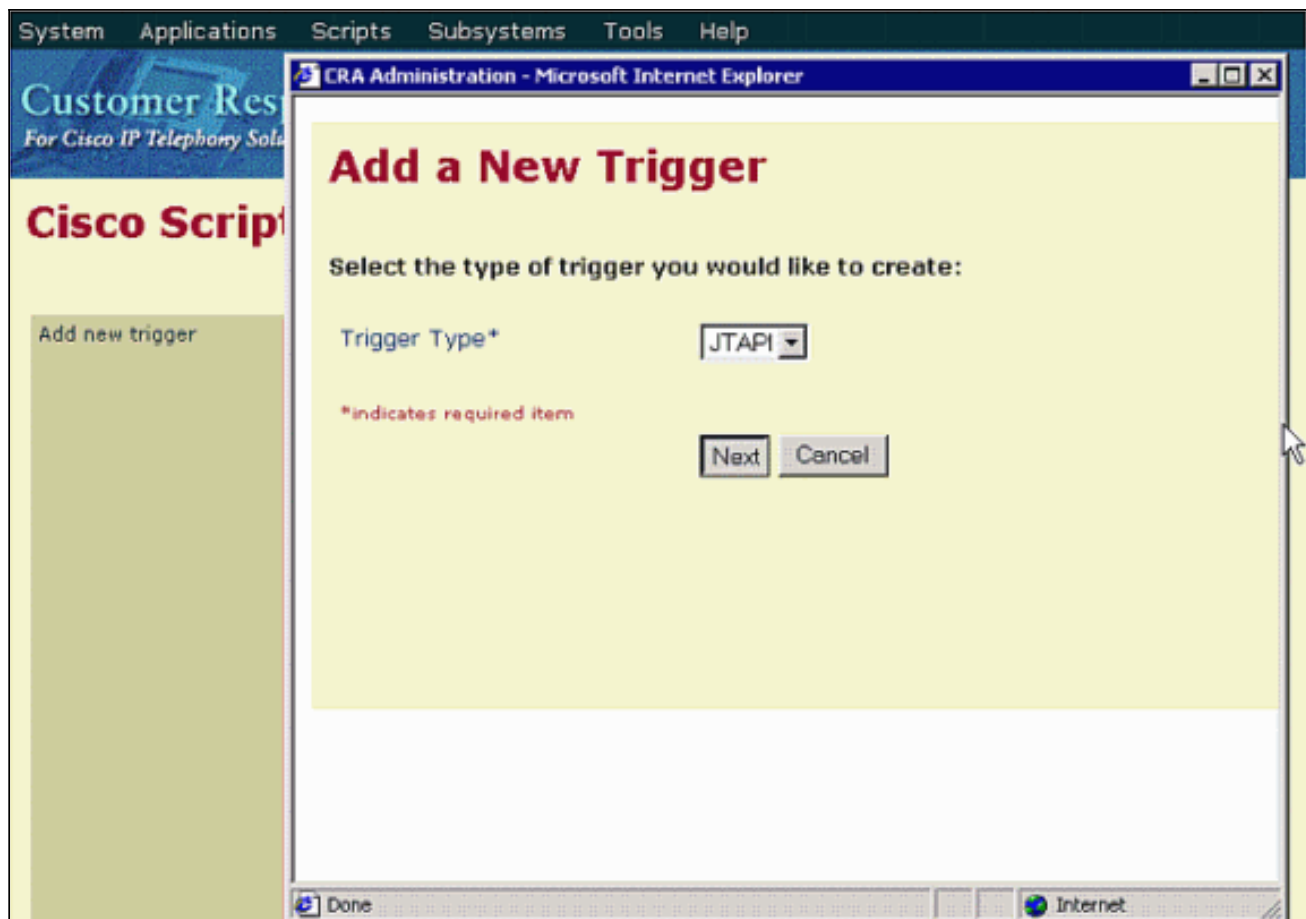 System Applications Scripts Subsystems Tools Help
CRA Administration - Microsoft Internet Explorer
Customer Res
For Cisco IP Telephony Solu
Add a New Trigger
Cisco Script
Select the type of trigger you would like to create:
Add new trigger
Trigger Type* JTAPI
*indicates required item
Next Cancel
Done Internet